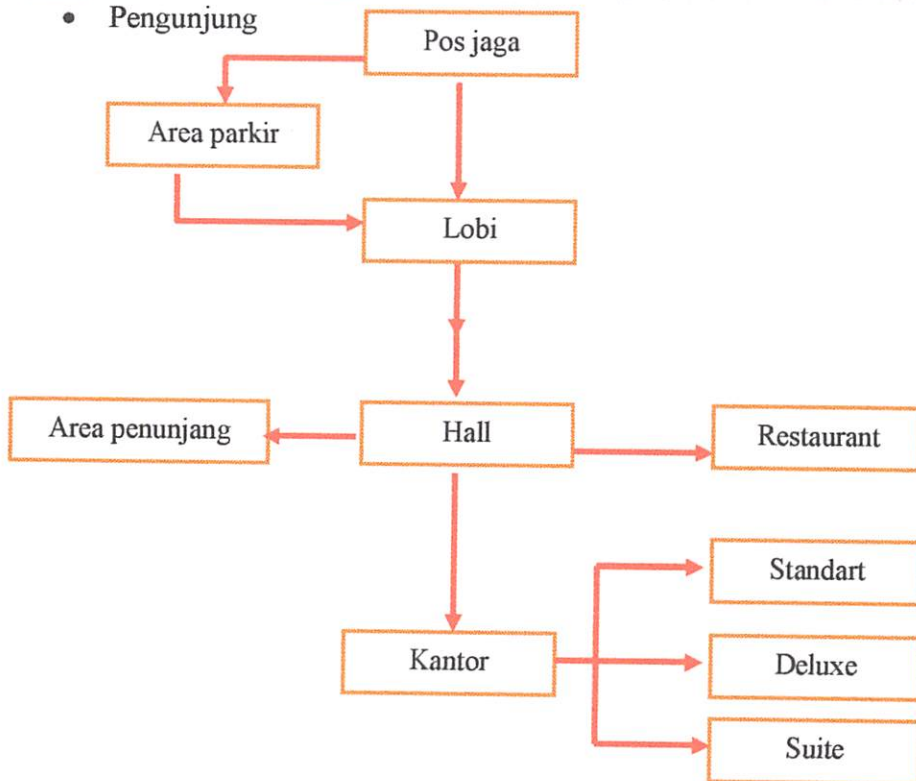 • Pengunjung
Pos jaga
Area parkir
Lobi
Area penunjang
Hall
Restaurant
Standart
Kantor
Deluxe
Suite